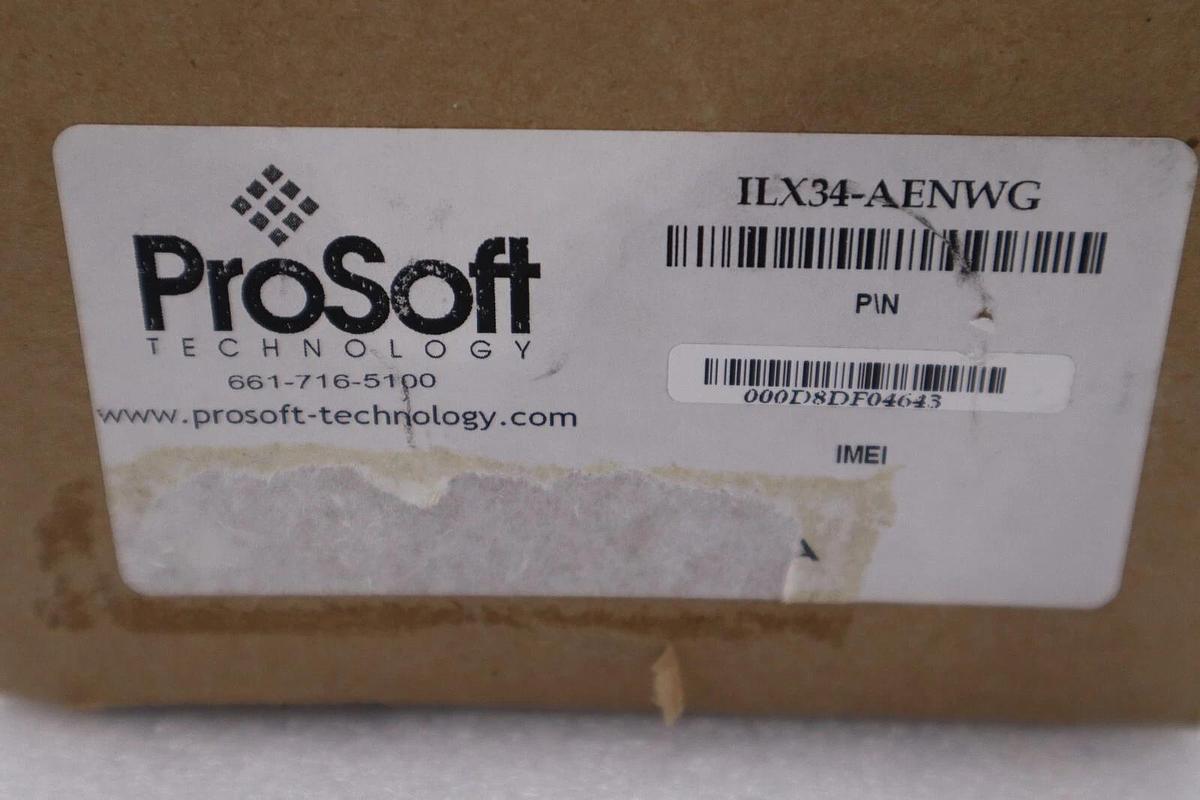 ProSoft
TECHNOLOGY
661-716-5100
www.prosoft-technology.com
ILX34-AENWG
P\N
000D8DF04643
IMEI
A